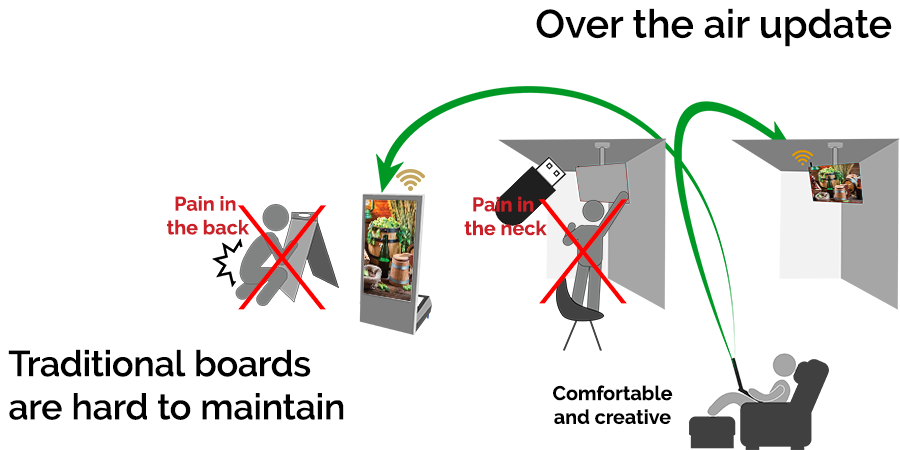 Over the air update
Pain in
the back
Pain in
the neck
Traditional boards
are hard to maintain
Comfortable
and creative